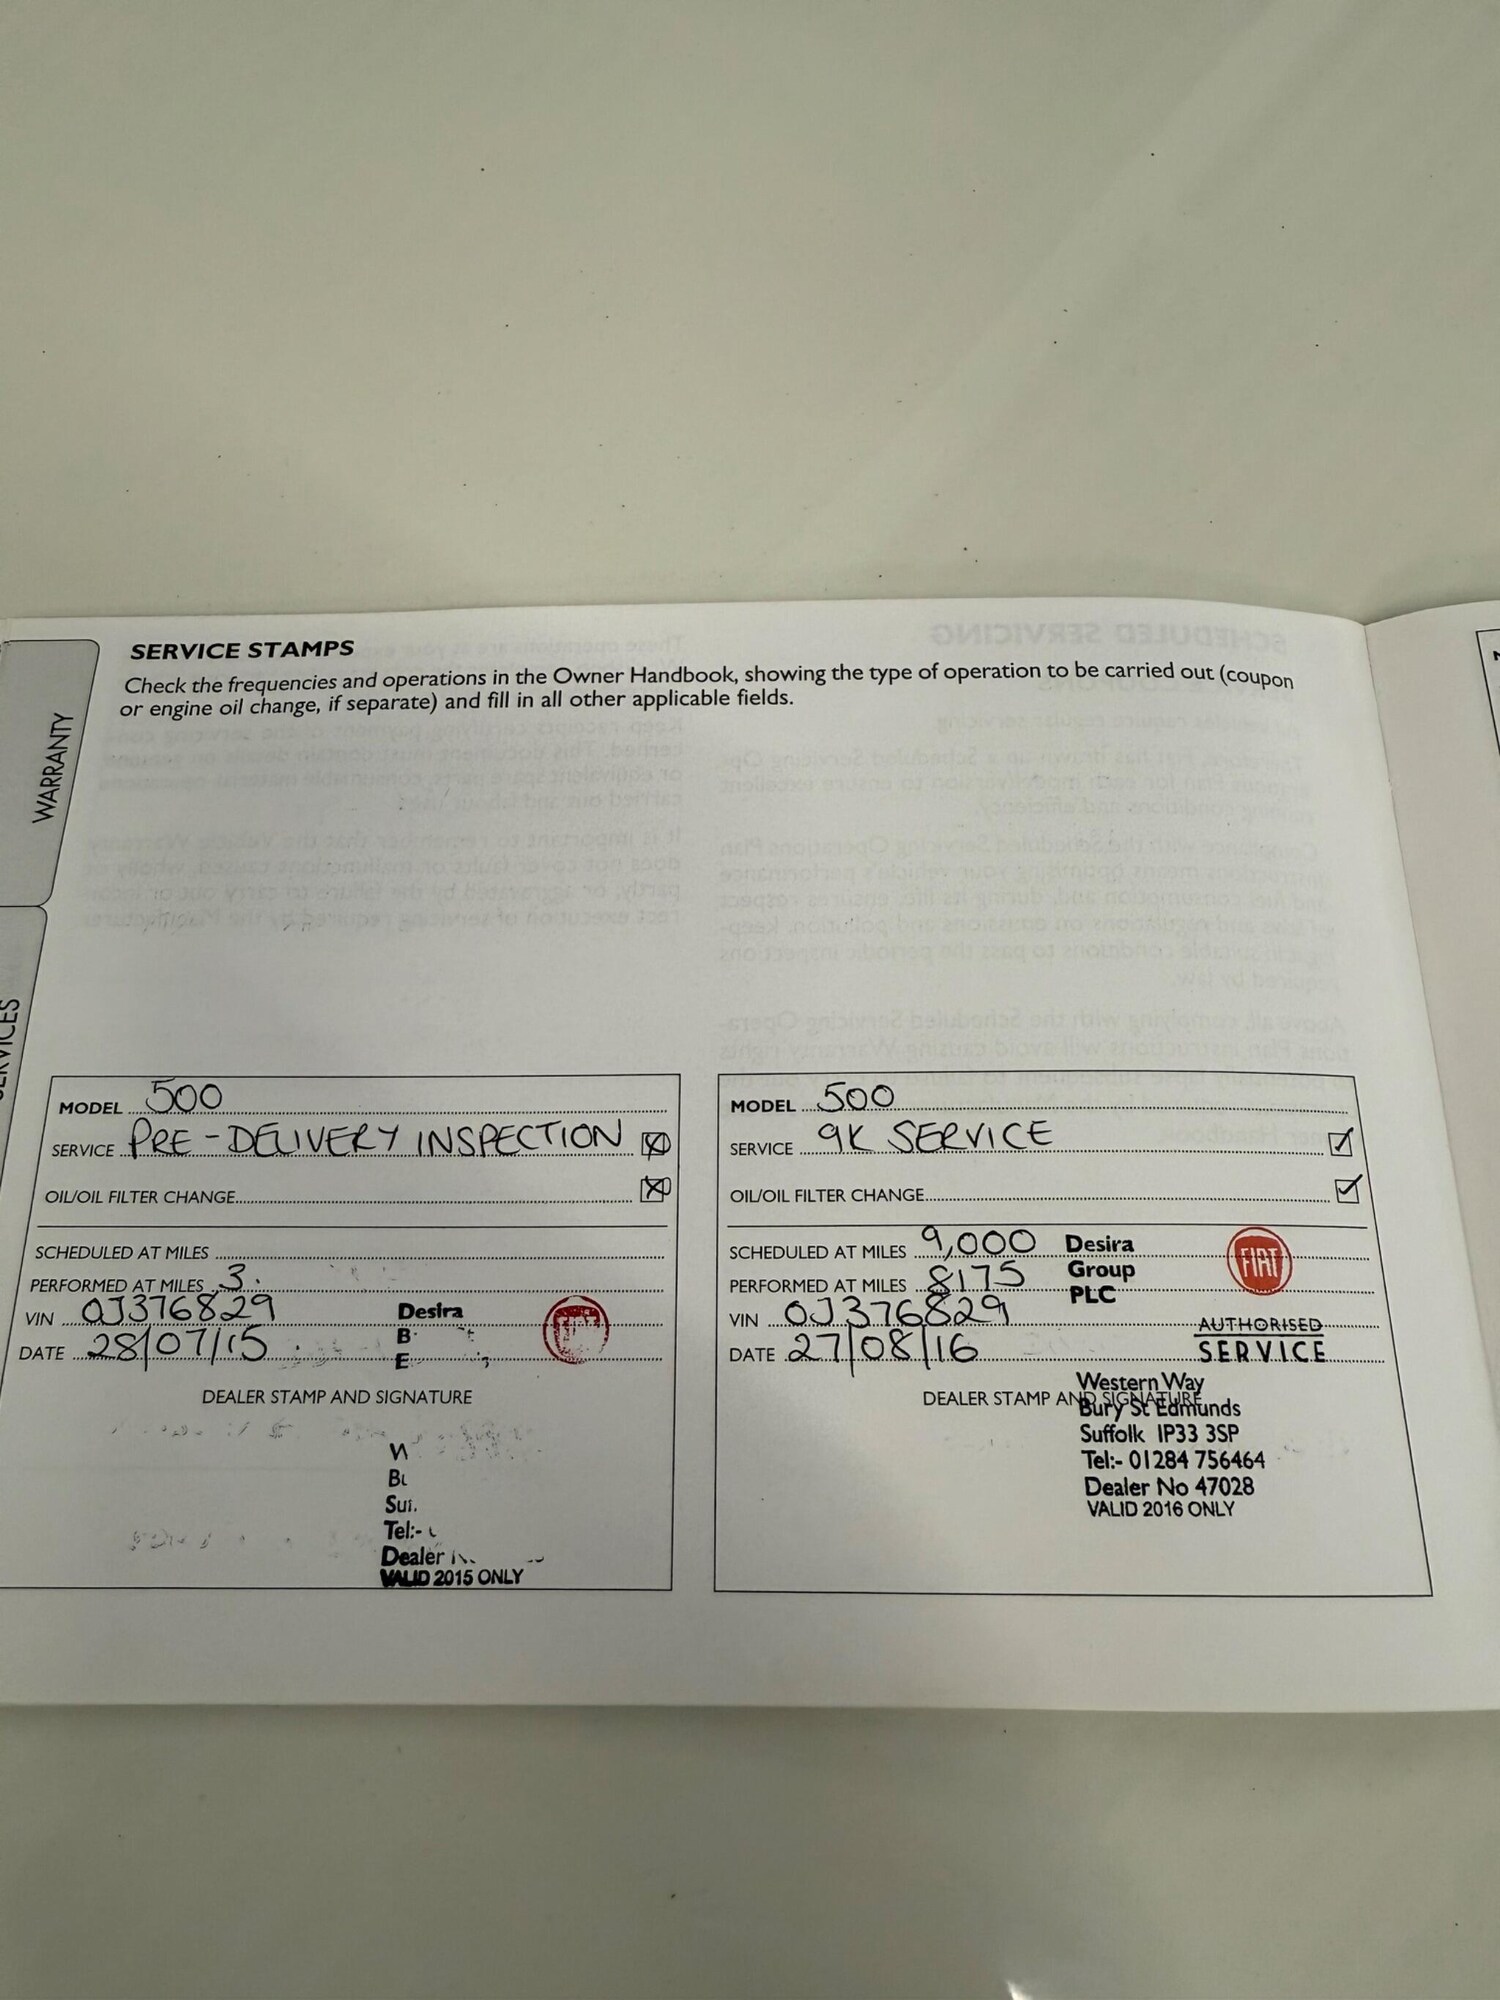 SERVICE STAMPS
Check the frequencies and operations in the Owner Handbook, showing the type of operation to be carried out (coupon
or engine oil change, if separate) and fill in all other applicable fields.
WARRANTY
MODEL 500
SERVICE PRE-DELIVERY INSPECTION
OIL/OIL FILTER CHANGE
SCHEDULED AT MILES
PERFORMED AT MILES 3.
VIN 0J376829
DATE 28/07/15
Desira
DEALER STAMP AND SIGNATURE
Tel:-
Dealer
VALID 2015 ONLY
MODEL 500
SERVICE 9K SERVICE
OIL/OIL FILTER CHANGE
SCHEDULED AT MILES 9,000
PERFORMED AT MILES 8175
VIN 0J376829
DATE 27/08/16
Desira
Group
PLC
FIAT
AUTHORISED
SERVICE
DEALER STAMP AND SIGNATURE
Western Way
Bury St Edmunds
Suffolk IP33 3SP
Tel:- 01284 756464
Dealer No 47028
VALID 2016 ONLY